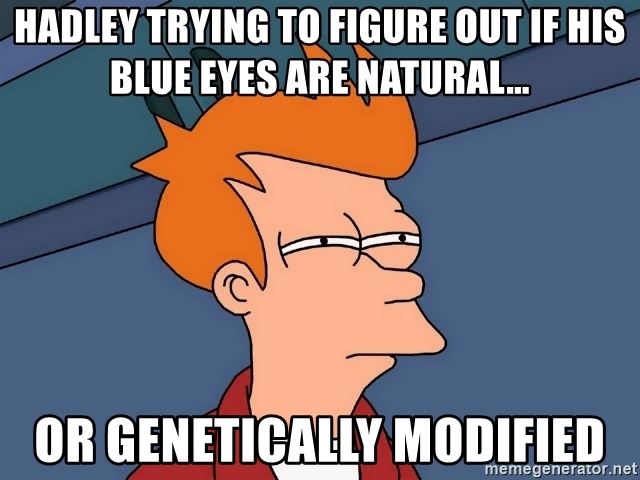 HADLEY TRYING TO FIGURE OUT IF HIS
BLUE EYES ARE NATURAL...
OR GENETICALLY MODIFIED
memegenerator.net